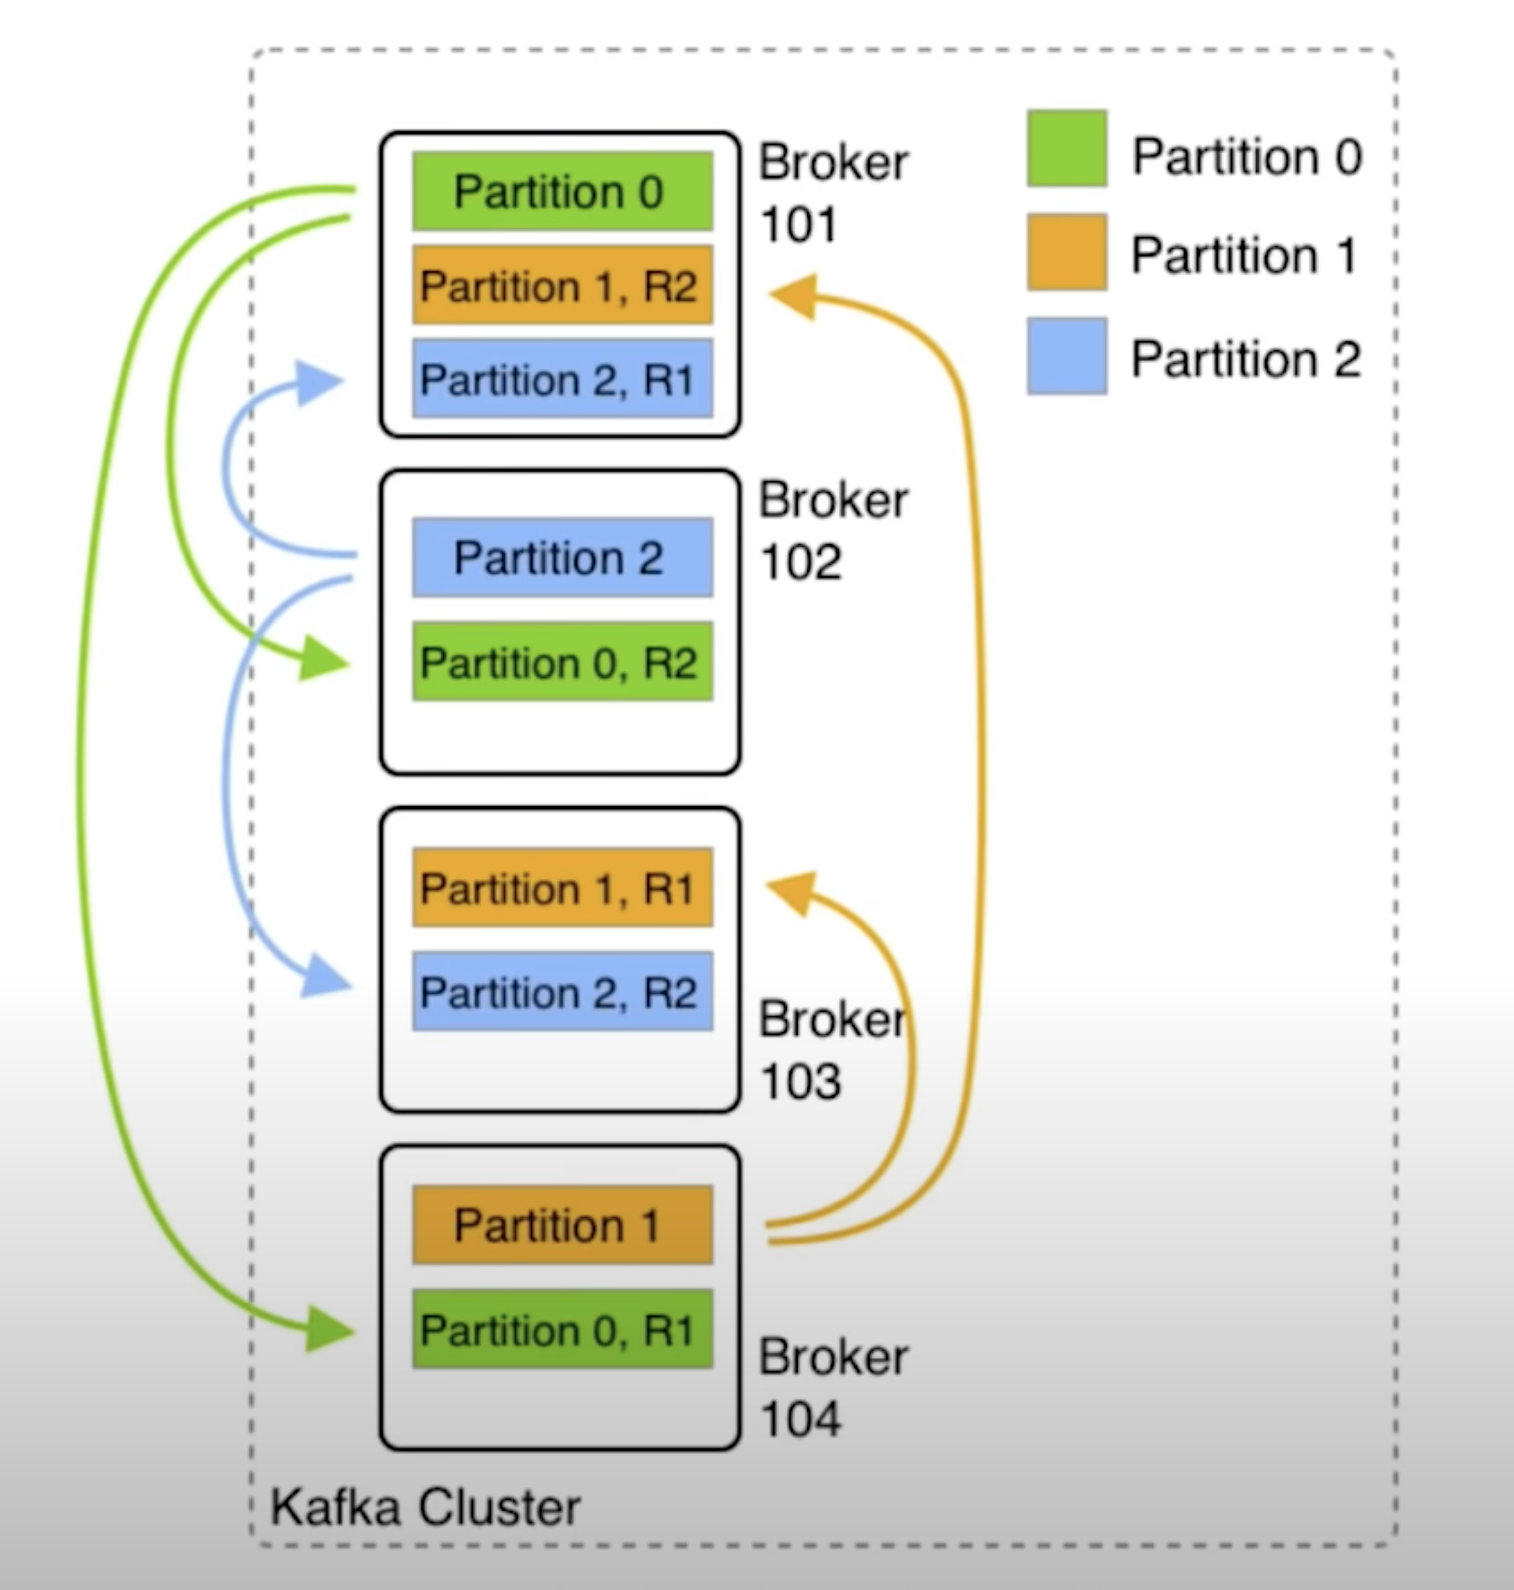 Partition 0
Partition 1, R2
Partition 2, R1
Broker
101
Partition 0
Partition 1
Partition 2
Partition 2
Partition 0, R2
Broker
102
Partition 1, R1
Partition 2, R2
Broker
103
Partition 1
Partition 0, R1
Broker
104
Kafka Cluster